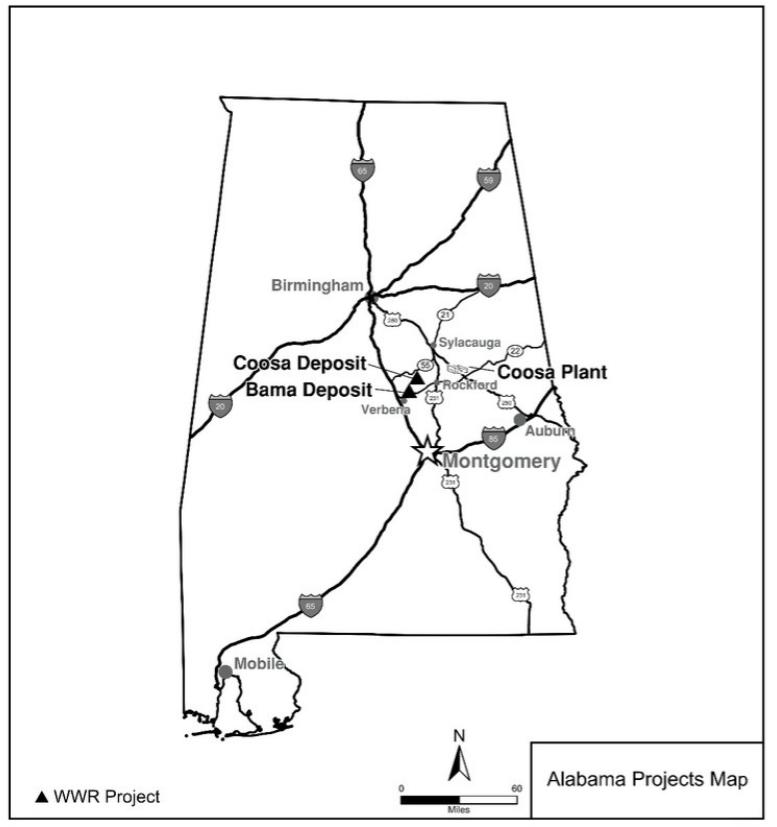 65
59
Birmingham
20
280
21
Sylacauga
22
Coosa Deposit
55
Coosa Plant
Bama Deposit
Rockford
231
280
Verbena
20
Auburn
85
Montgomery
231
231
65
Mobile
N
0 60
Miles
Alabama Projects Map
WWR Project